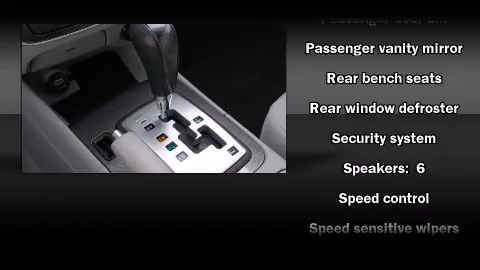 Passenger vanity mirror
Rear bench seats
Rear window defroster
Security system
Speakers: 6
Speed control
Speed sensitive wipers